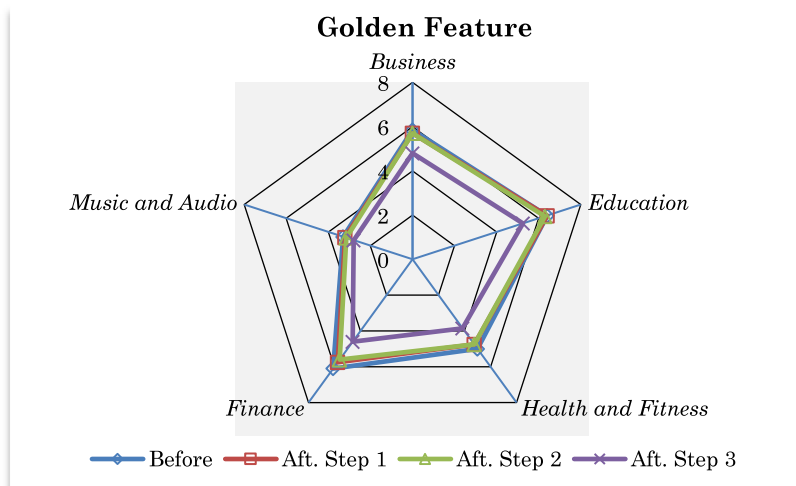 Golden Feature
Business
8
6
4
2
0
Music and Audio
Education
Finance
Health and Fitness
Before
Aft. Step 1
Aft. Step 2
Aft. Step 3